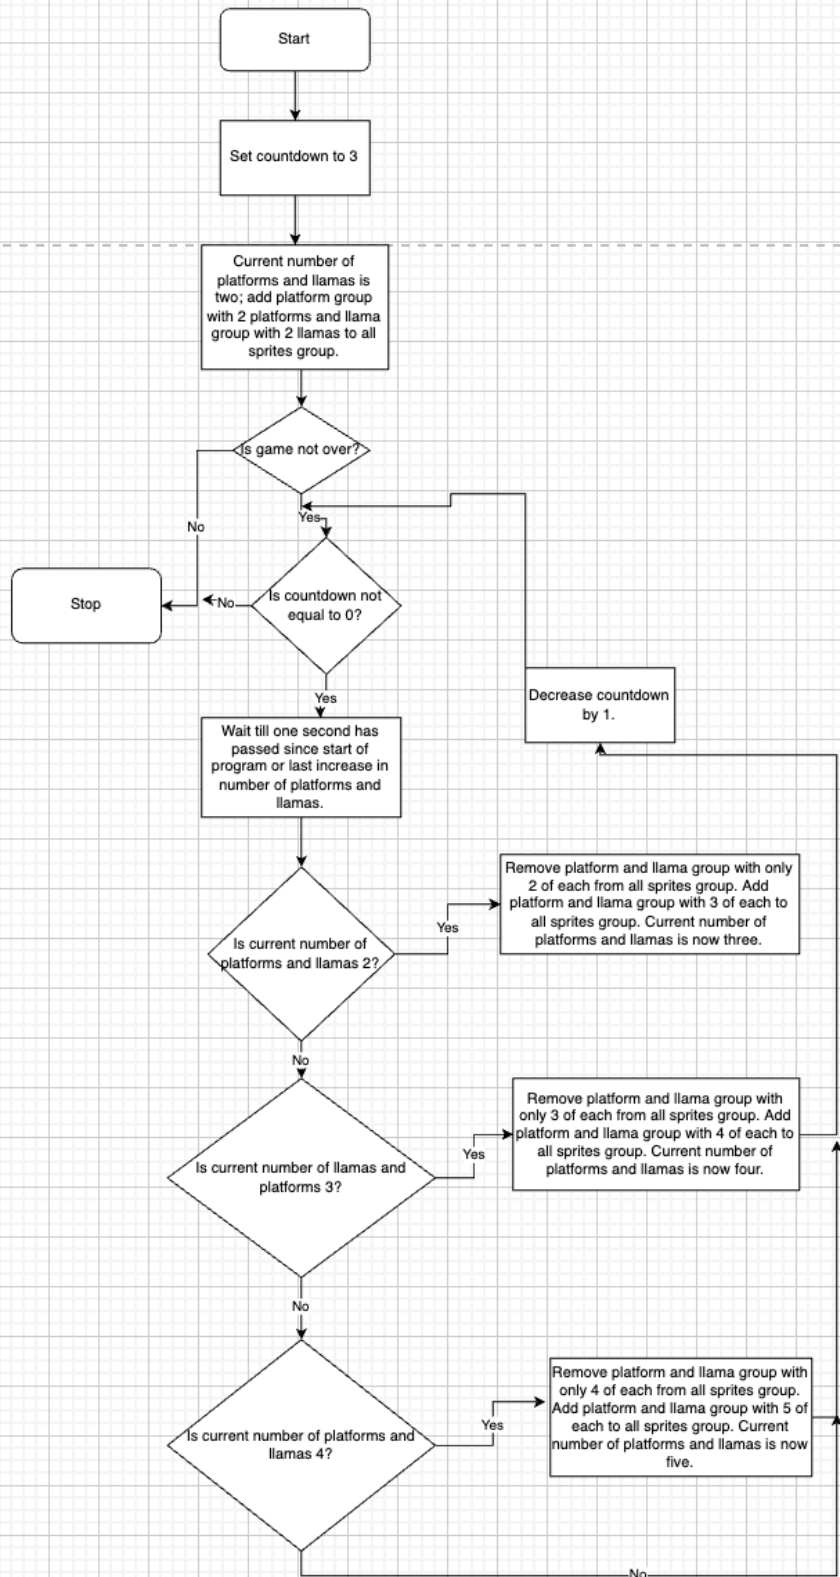 Start
Set countdown to 3
Current number of
platforms and llamas is
two; add platform group
with 2 platforms and llama
group with 2 llamas to all
sprites group.
Is game not over?
Yes
No
Stop
No
Is countdown not
equal to 0?
Yes
Decrease countdown
by 1.
Wait till one second has
passed since start of
program or last increase in
number of platforms and
llamas.
Remove platform and llama group with only
2 of each from all sprites group. Add
platform and llama group with 3 of each to
all sprites group. Current number of
platforms and llamas is now three.
Yes
Is current number of
platforms and llamas 2?
No
Remove platform and llama group with
only 3 of each from all sprites group. Add
platform and llama group with 4 of each to
all sprites group. Current number of
platforms and llamas is now four.
Yes
Is current number of llamas and
platforms 3?
No
Remove platform and llama group with
only 4 of each from all sprites group.
Add platform and llama group with 5 of
each to all sprites group. Current
number of platforms and llamas is now
five.
Yes
Is current number of platforms and
llamas 4?
No